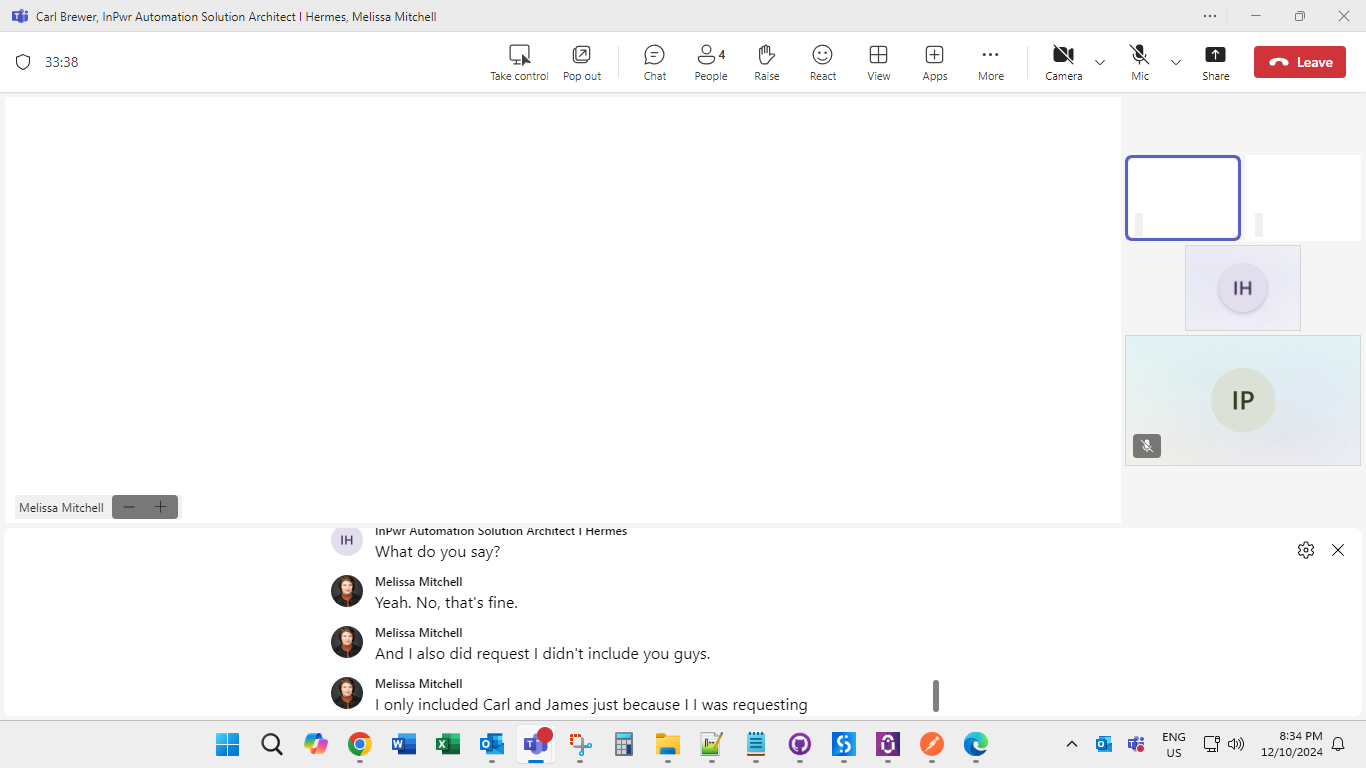 Carl Brewer, InPwr Automation Solution Architect I Hermes, Melissa Mitchell
33:38
Take control
Pop out
Chat
4
People
Raise
React
View
Apps
More
Camera
Mic
Share
Leave
IH
IP
Melissa Mitchell
IH
InPwr Automation Solution Architect I Hermes
What do you say?
Melissa Mitchell
Yeah. No, that's fine.
Melissa Mitchell
And I also did request I didn't include you guys.
Melissa Mitchell
I only included Carl and James just because I I was requesting
ENG
US
8:34 PM
12/10/2024